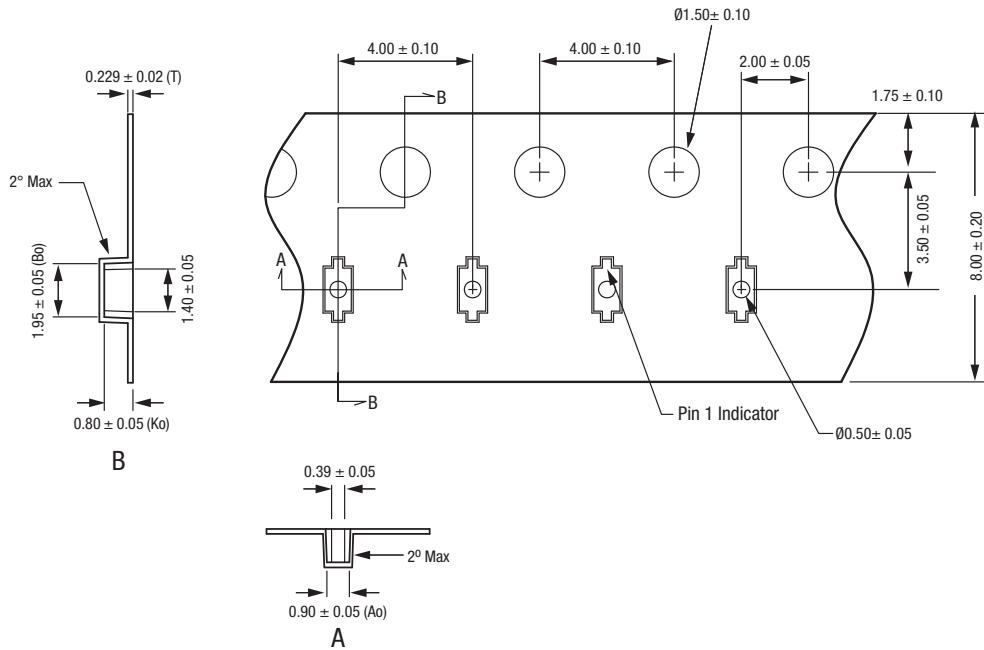 Ø1.50± 0.10
4.00 ± 0.10
4.00 ± 0.10
2.00 ± 0.05
0.229 ± 0.02 (T)
B
1.75 ± 0.10
2° Max
3.50 ± 0.05
8.00 ± 0.20
A
A
1.95 ± 0.05 (Bo)
1.40 ± 0.05
B
Pin 1 Indicator
0.80 ± 0.05 (Ko)
Ø0.50± 0.05
B
0.39 ± 0.05
2º Max
0.90 ± 0.05 (Ao)
A